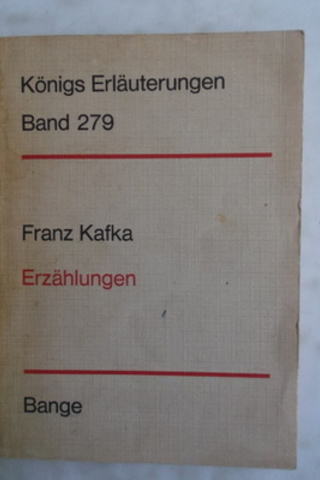 Königs Erläuterungen
Band 279
Franz Kafka
Erzählungen
Bange